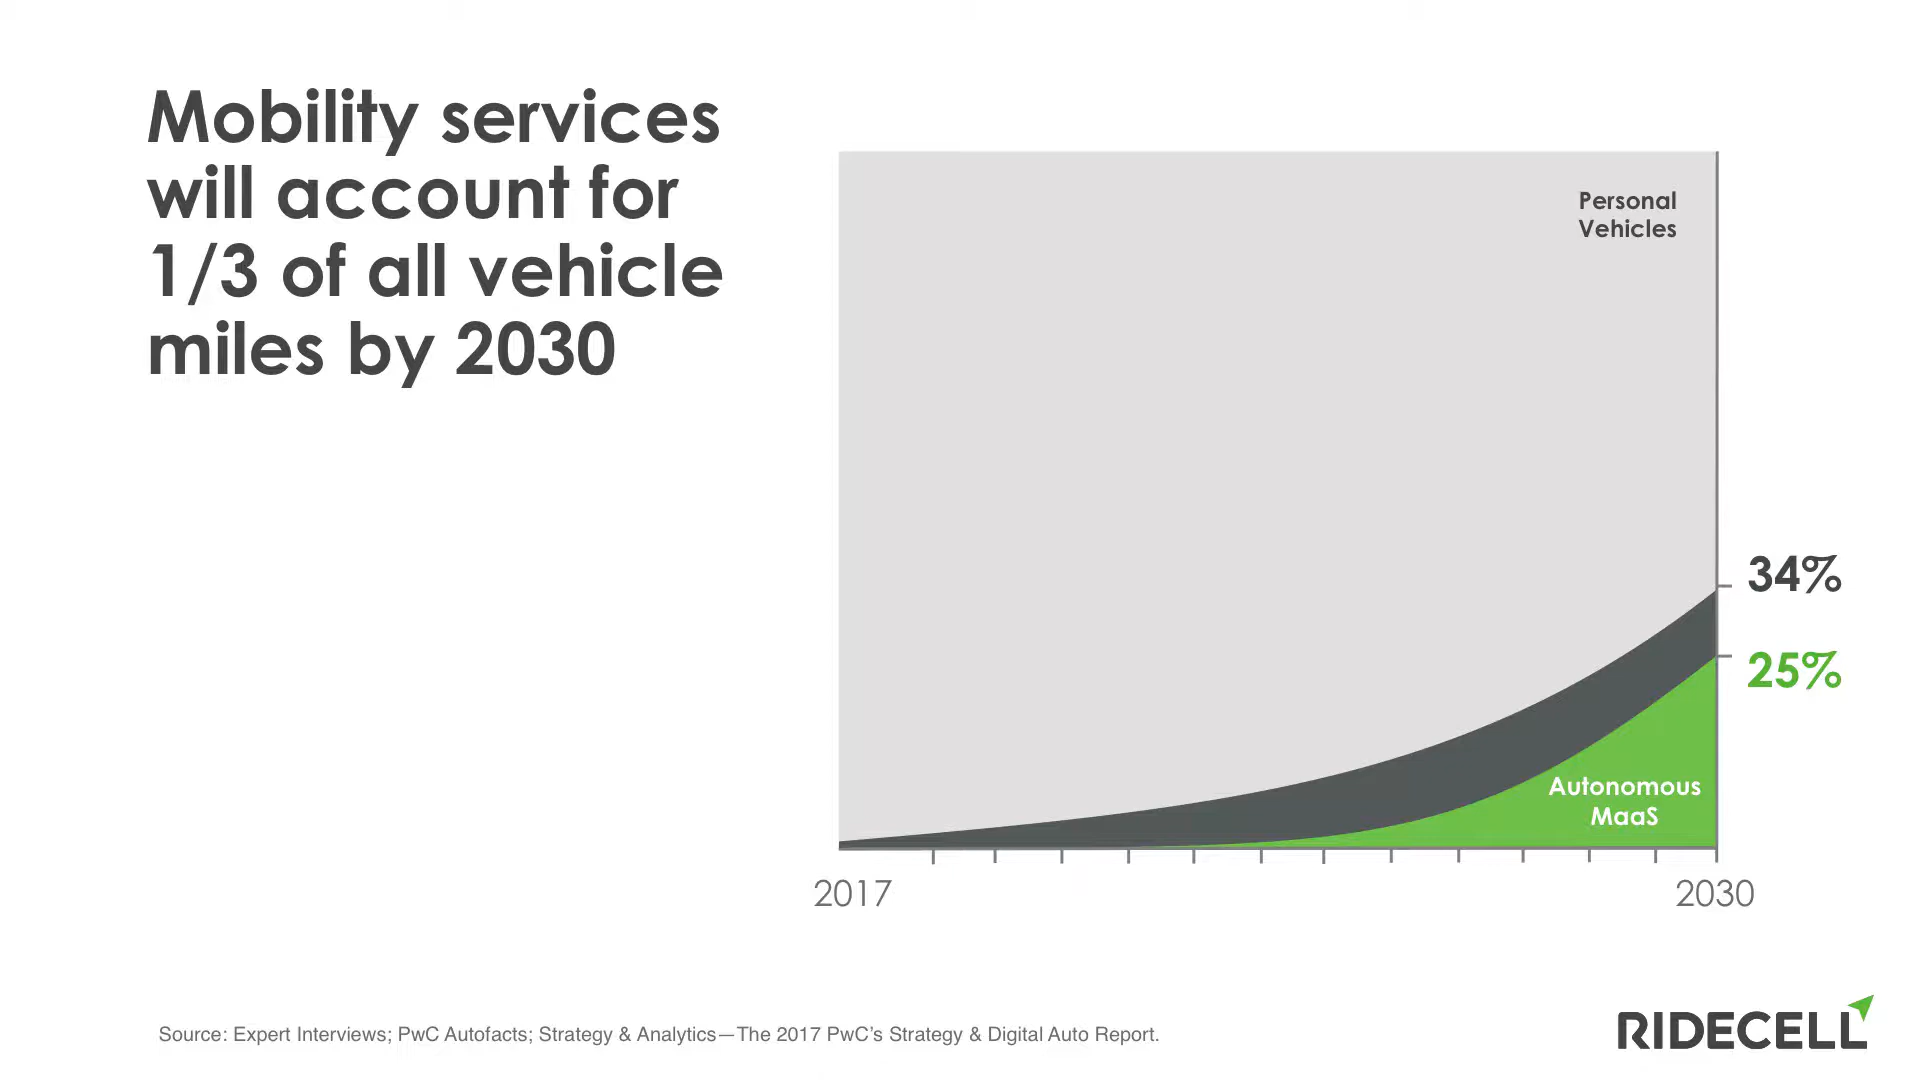 Mobility services
will account for
1/3 of all vehicle
miles by 2030
Personal
Vehicles
34%
25%
Autonomous
MaaS
2017
2030
Source: Expert Interviews; PwC Autofacts; Strategy & Analytics—The 2017 PwC’s Strategy & Digital Auto Report.
RIDECELL